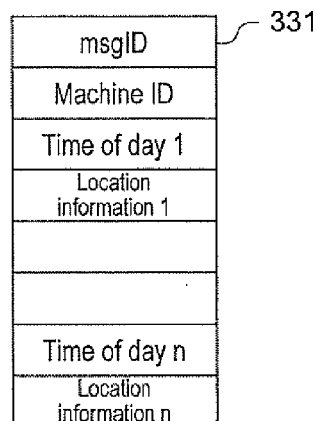 331
msgID
Machine ID
Time of day 1
Location
information 1
Time of day n
Location
information n